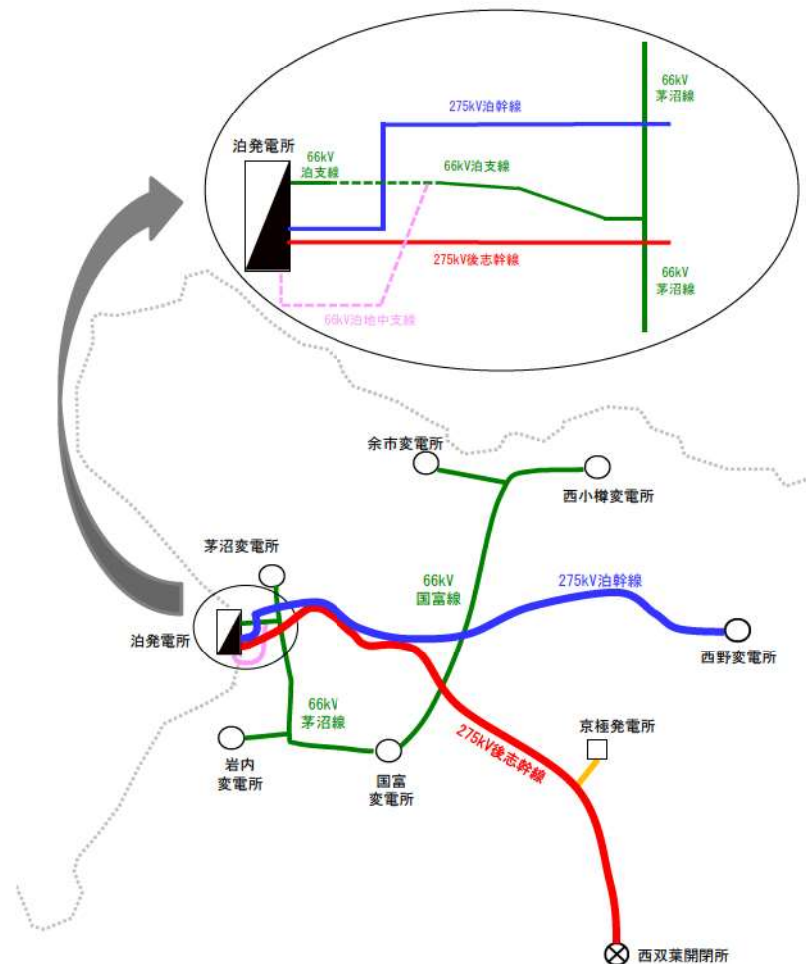 66kV
茅沼線
275kV泊幹線
泊発電所
66kV
泊支線
66kV泊支線
275kV後志幹線
66kV
茅沼線
66kV泊地中支線
余市変電所
西小樽変電所
茅沼変電所
66kV
国富線
275kV泊幹線
泊発電所
西野変電所
66kV
茅沼線
275kV後志幹線
京極発電所
岩内
変電所
国富
変電所
西双葉開閉所